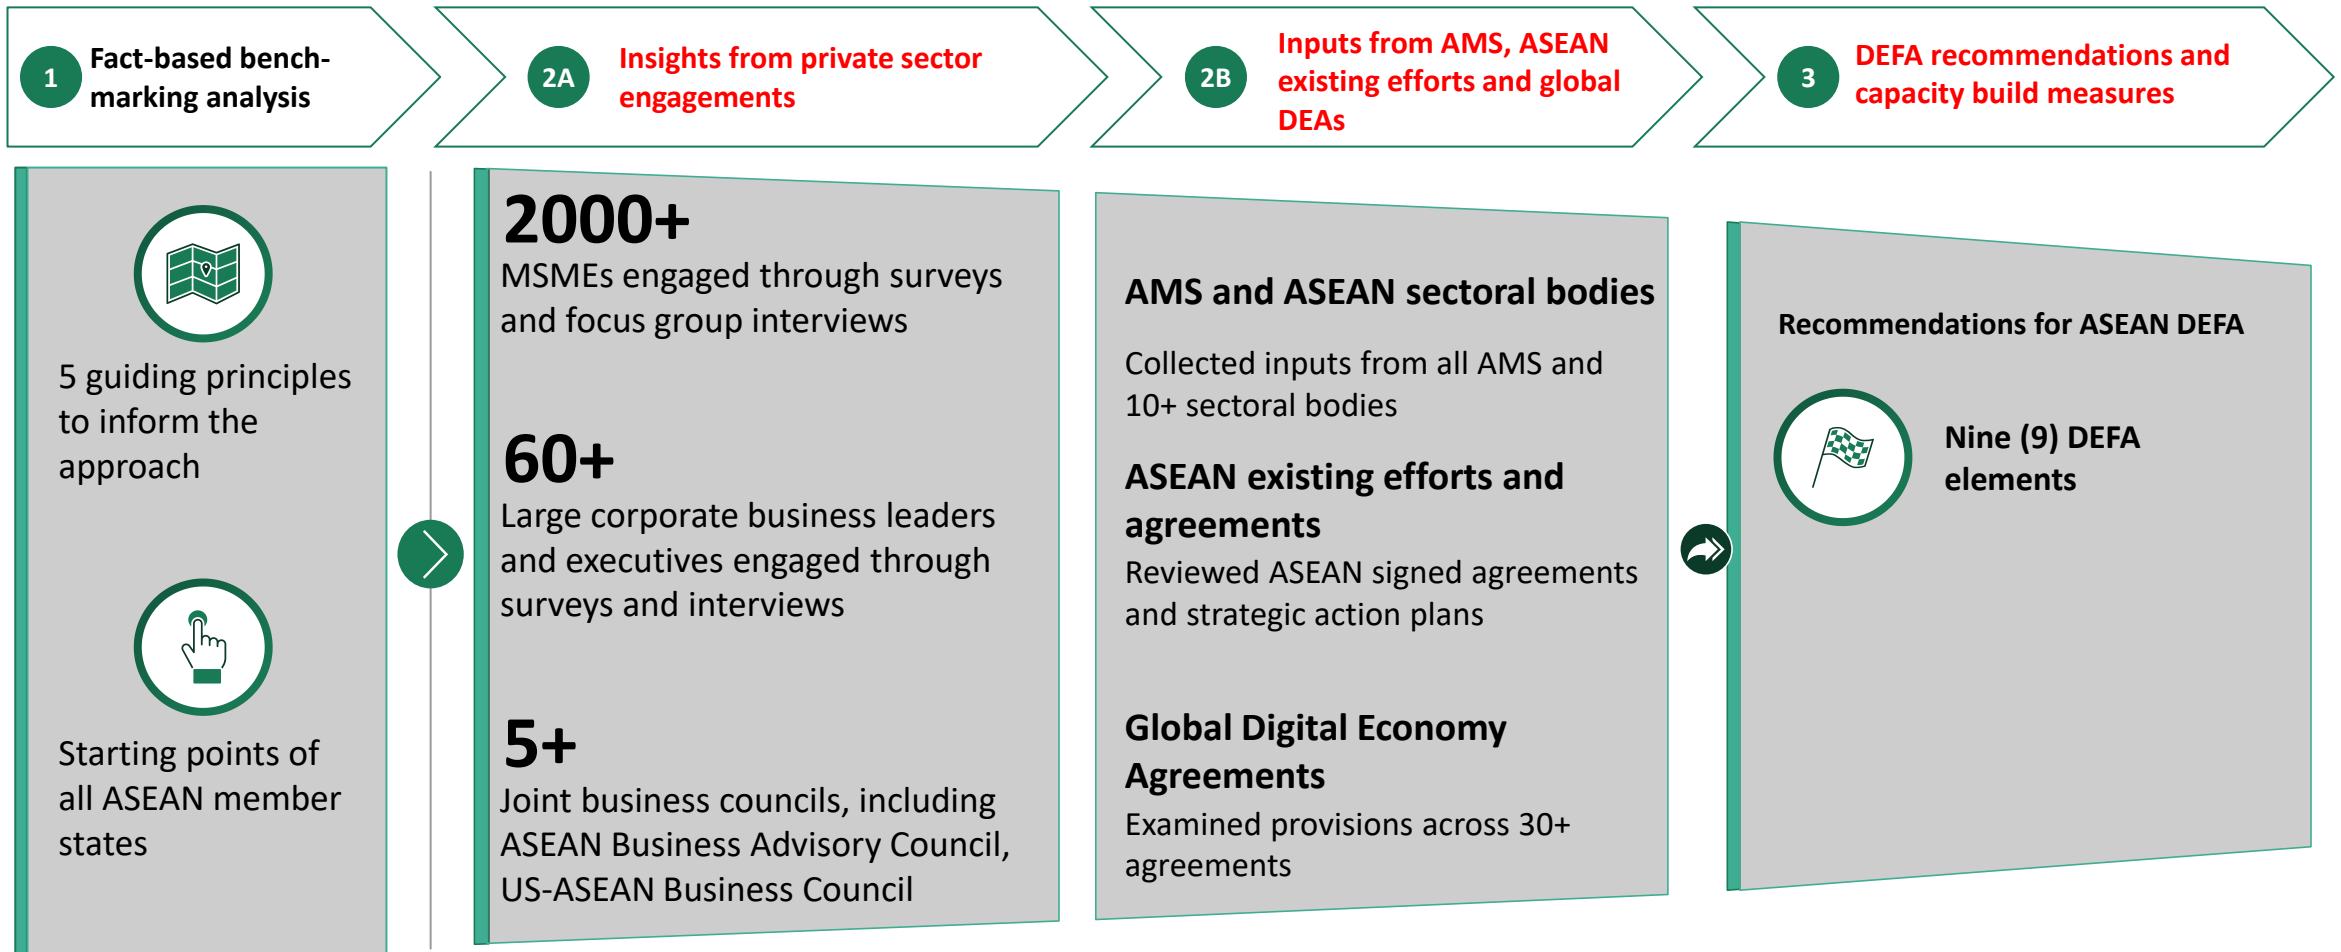 1
Fact-based bench-
marking analysis
2A
Insights from private sector
engagements
2B
Inputs from AMS, ASEAN
existing efforts and global
DEAs
3
DEFA recommendations and
capacity build measures
5 guiding principles
to inform the
approach
Starting points of
all ASEAN member
states
2000+
MSMEs engaged through surveys
and focus group interviews
60+
Large corporate business leaders
and executives engaged through
surveys and interviews
5+
Joint business councils, including
ASEAN Business Advisory Council,
US-ASEAN Business Council
AMS and ASEAN sectoral bodies
Collected inputs from all AMS and
10+ sectoral bodies
ASEAN existing efforts and
agreements
Reviewed ASEAN signed agreements
and strategic action plans
Global Digital Economy
Agreements
Examined provisions across 30+
agreements
Recommendations for ASEAN DEFA
Nine (9) DEFA
elements